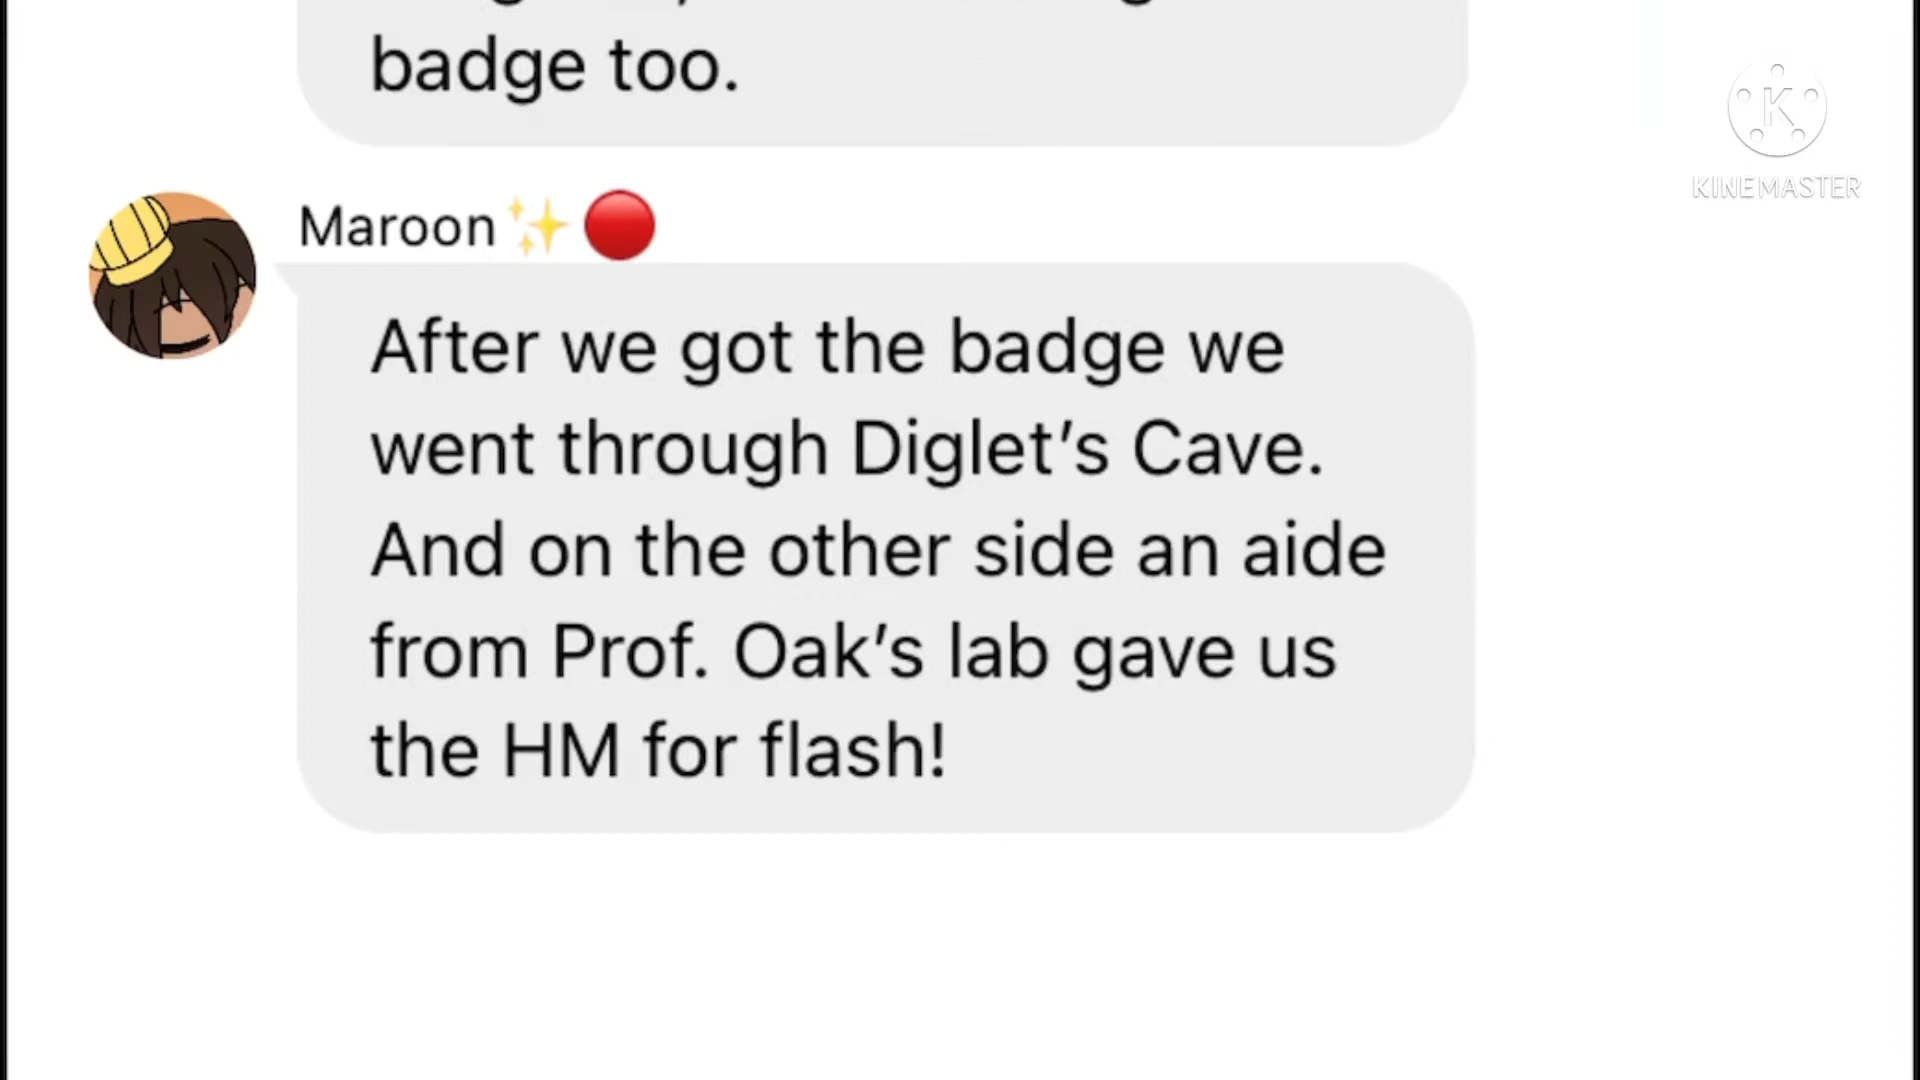 badge too.
Maroon✨🔴
After we got the badge we
went through Diglet’s Cave.
And on the other side an aide
from Prof. Oak’s lab gave us
the HM for flash!
K
KINEMASTER